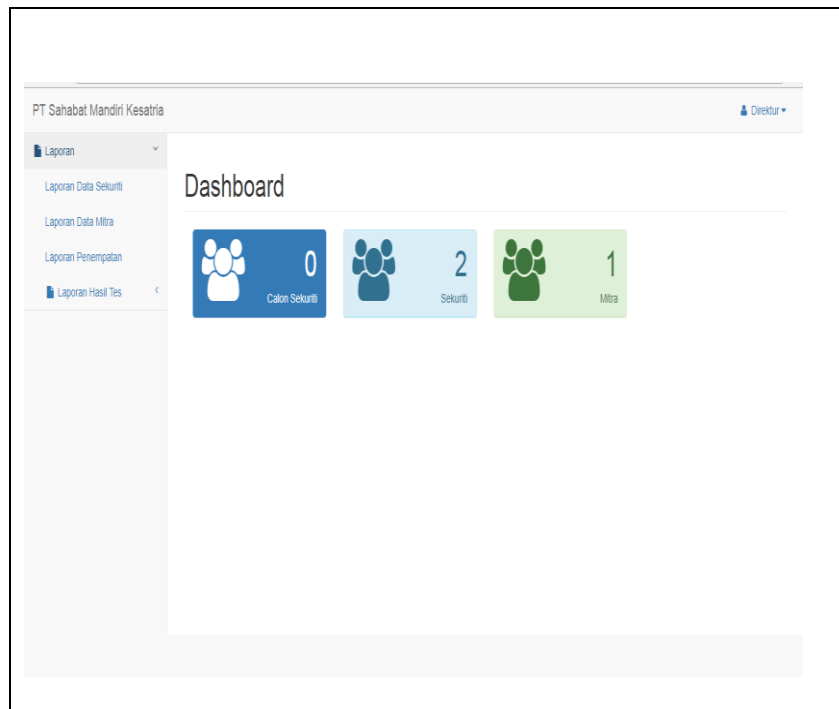 PT Sahabat Mandiri Kesatria
Direktur
Laporan
Laporan Data Sekuriti
Laporan Data Mitra
Laporan Penempatan
Laporan Hasil Tes
Dashboard
0
Calon Sekuriti
2
Sekuriti
1
Mitra